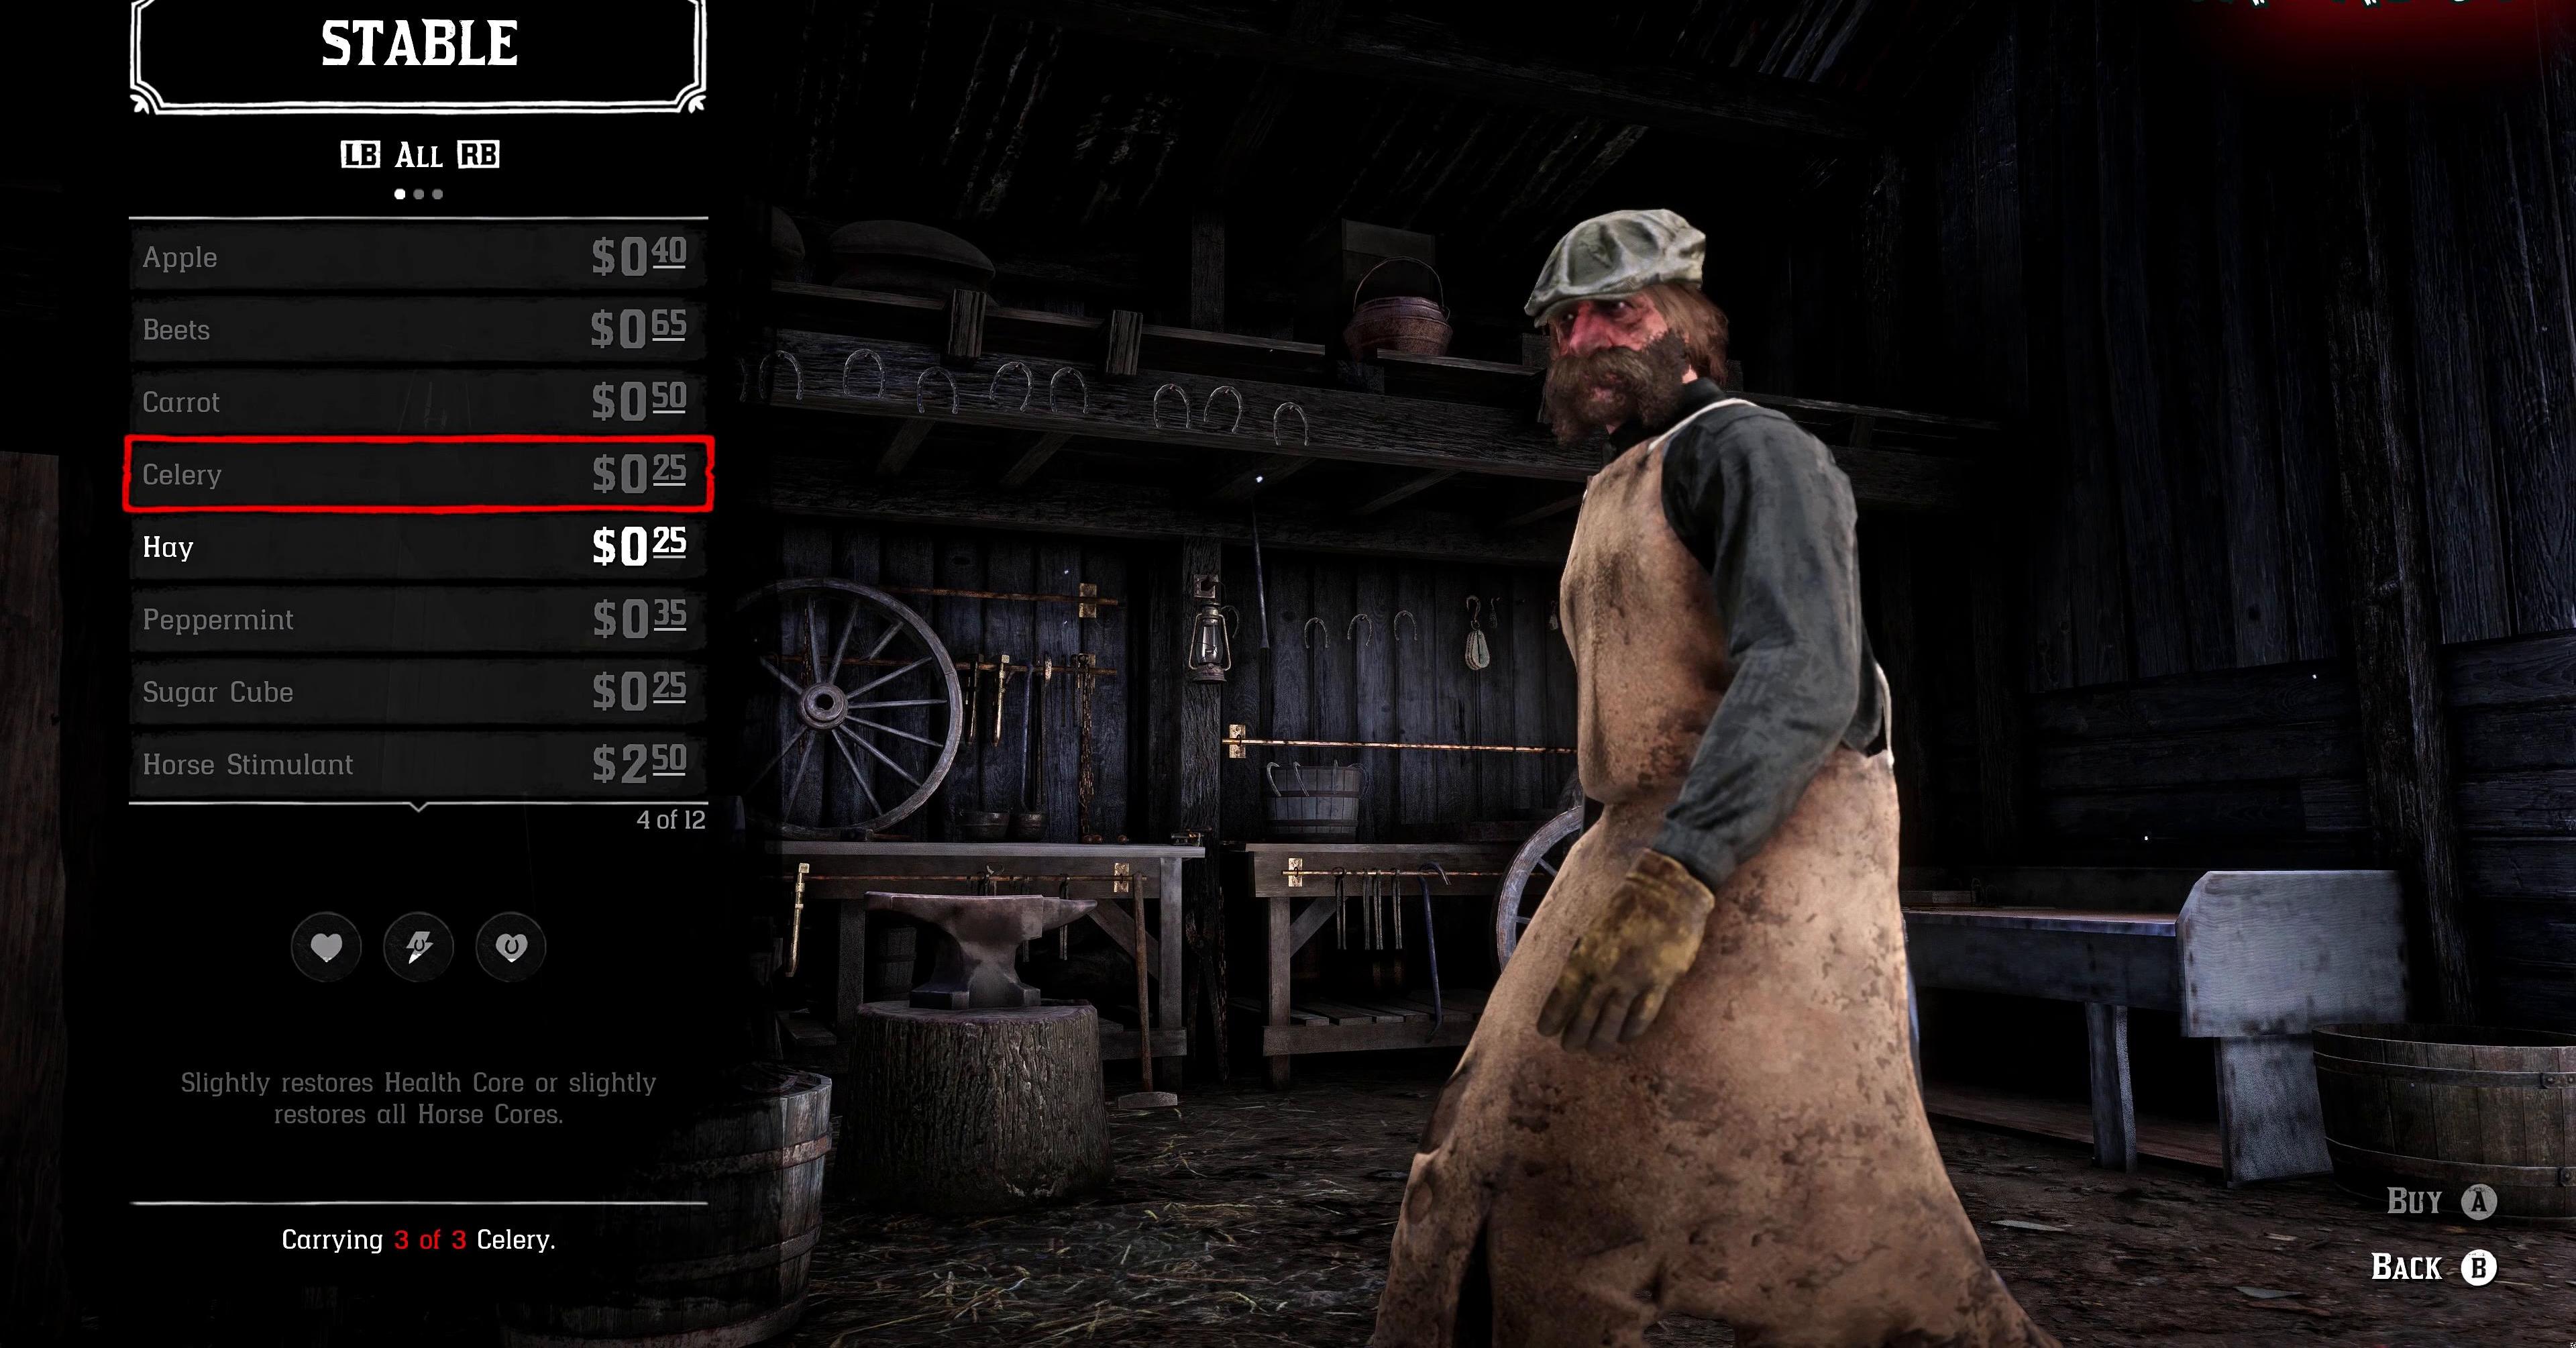 STABLE
LB All RB
Apple $0 40
Beets $0 65
Carrot $0 50
Celery $0 25
Hay $0 25
Peppermint $0 35
Sugar Cube $0 25
Horse Stimulant $2 50
4 of 12
Slightly restores Health Core or slightly
restores all Horse Cores.
Carrying 3 of 3 Celery.
Buy A
Back B